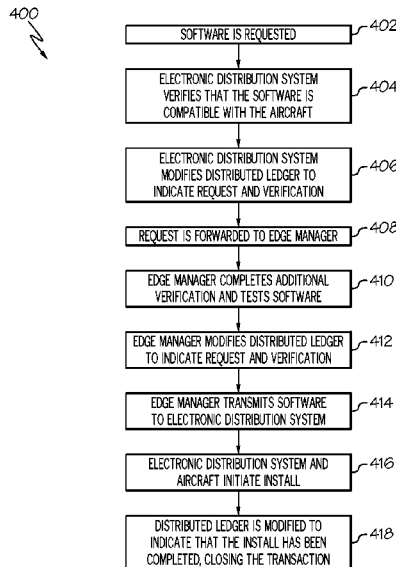 400
SOFTWARE IS REQUESTED
402
ELECTRONIC DISTRIBUTION SYSTEM
VERIFIES THAT THE SOFTWARE IS
COMPATIBLE WITH THE AIRCRAFT
404
ELECTRONIC DISTRIBUTION SYSTEM
MODIFIES DISTRIBUTED LEDGER TO
INDICATE REQUEST AND VERIFICATION
406
REQUEST IS FORWARDED TO EDGE MANAGER
408
EDGE MANAGER COMPLETES ADDITIONAL
VERIFICATION AND TESTS SOFTWARE
410
EDGE MANAGER MODIFIES DISTRIBUTED LEDGER
TO INDICATE REQUEST AND VERIFICATION
412
EDGE MANAGER TRANSMITS SOFTWARE
TO ELECTRONIC DISTRIBUTION SYSTEM
414
ELECTRONIC DISTRIBUTION SYSTEM AND
AIRCRAFT INITIATE INSTALL
416
DISTRIBUTED LEDGER IS MODIFIED TO
INDICATE THAT THE INSTALL HAS BEEN
COMPLETED, CLOSING THE TRANSACTION
418